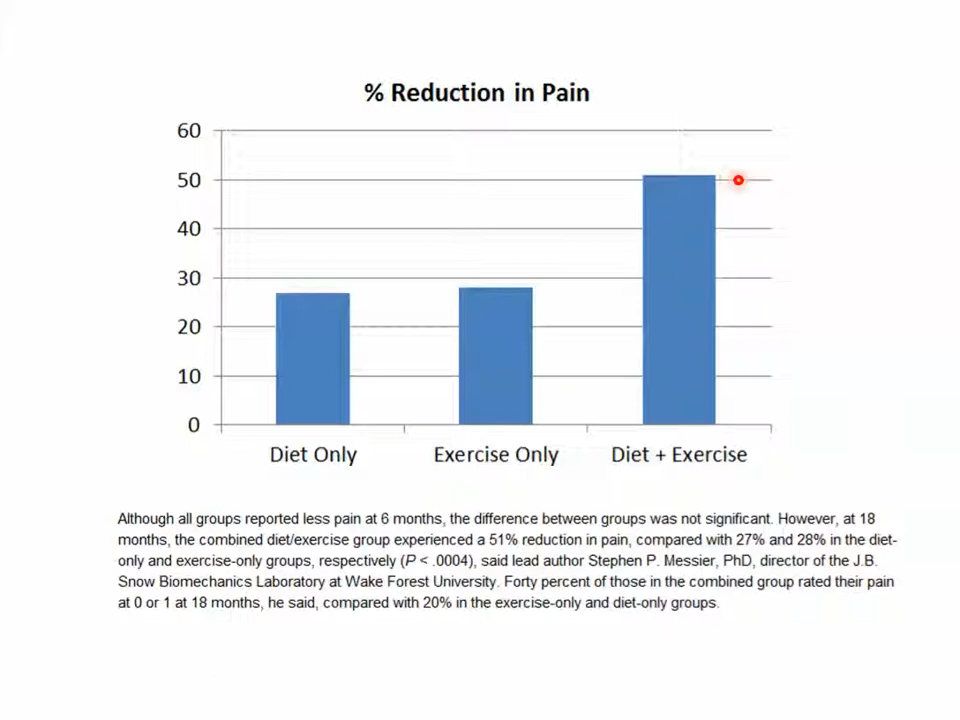 % Reduction in Pain
60
50
40
30
20
10
0
Diet Only
Exercise Only
Diet + Exercise
Although all groups reported less pain at 6 months, the difference between groups was not significant. However, at 18
months, the combined diet/exercise group experienced a 51% reduction in pain, compared with 27% and 28% in the diet-
only and exercise-only groups, respectively (P < .0004), said lead author Stephen P. Messier, PhD, director of the J.B.
Snow Biomechanics Laboratory at Wake Forest University. Forty percent of those in the combined group rated their pain
at 0 or 1 at 18 months, he said, compared with 20% in the exercise-only and diet-only groups.